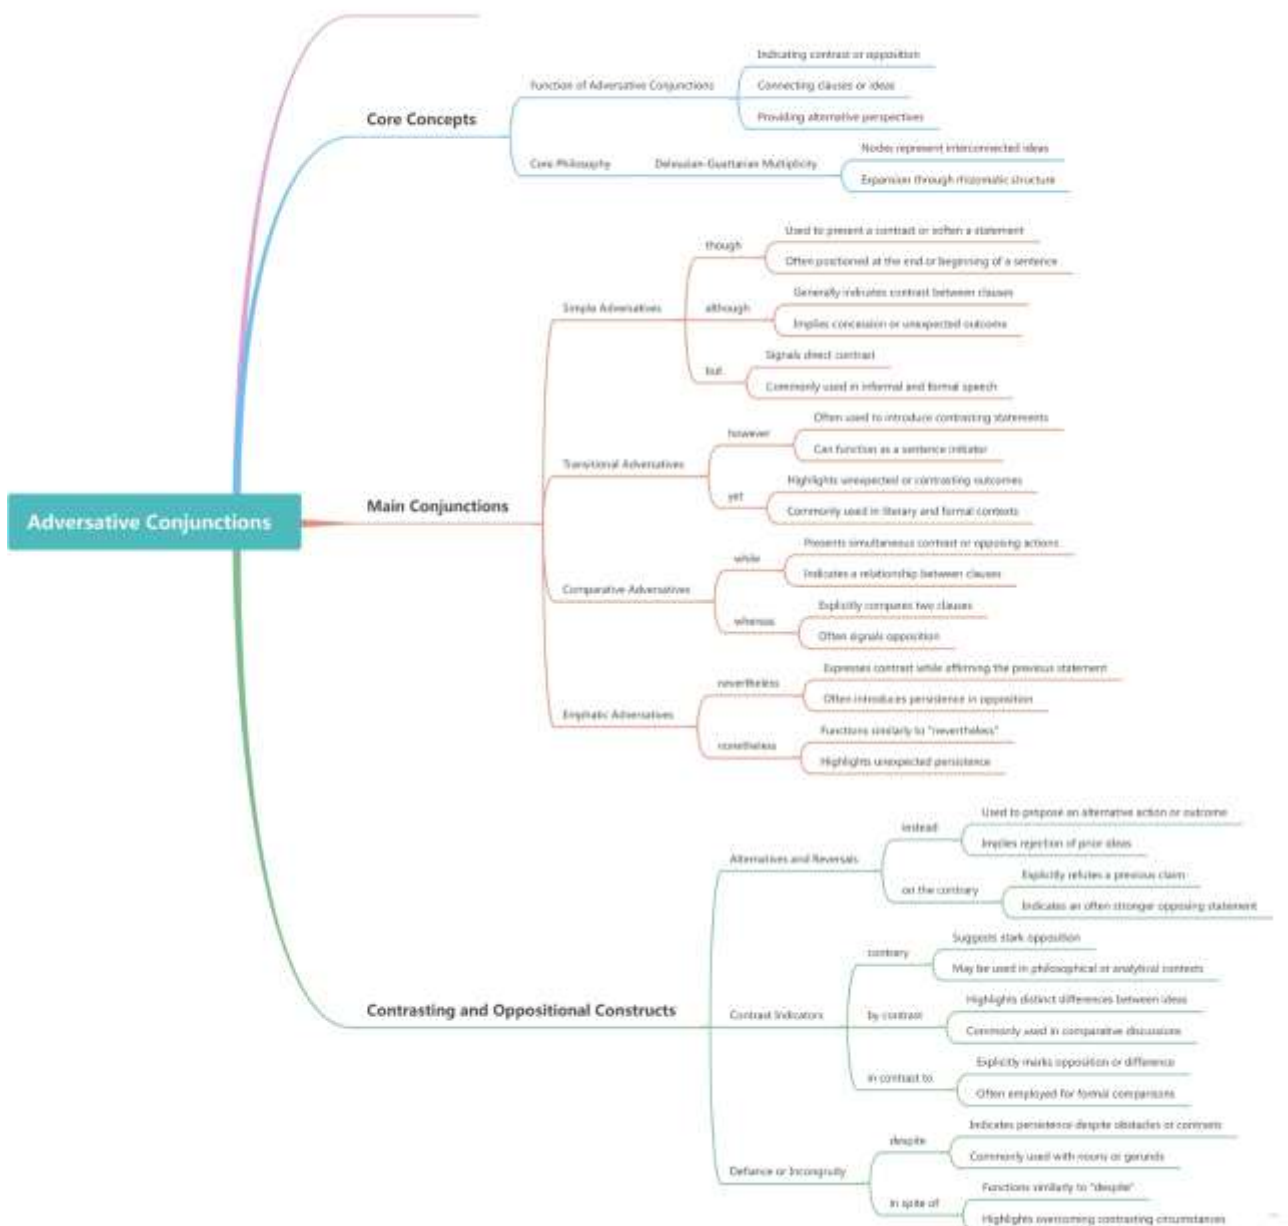 Adversative Conjunctions
Core Concepts
Function of Adversative Conjunctions
Indicating contrast or opposition
Connecting clauses or ideas
Providing alternative perspectives
Core Philosophy
Deleuzian-Guattarian Multiplicity
Nodes represent interconnected ideas
Expansion through rhizomatic structure
Main Conjunctions
Simple Adversatives
though
Used to present a contrast or soften a statement
Often positioned at the end or beginning of a sentence
although
Generally indicates contrast between clauses
Implies concession or unexpected outcome
but
Signals direct contrast
Commonly used in informal and formal speech
Transitional Adversatives
however
Often used to introduce contrasting statements
Can function as a sentence initiator
yet
Highlights unexpected or contrasting outcomes
Commonly used in literary and formal contexts
Comparative Adversatives
while
Presents simultaneous contrast or opposing actions
Indicates a relationship between clauses
whereas
Explicitly compares two clauses
Often signals opposition
Emphatic Adversatives
nevertheless
Expresses contrast while affirming the previous statement
Often introduces persistence in opposition
nonetheless
Functions similarly to "nevertheless"
Highlights unexpected persistence
Contrasting and Oppositional Constructs
Alternatives and Reversals
instead
Used to propose an alternative action or outcome
Implies rejection of prior ideas
on the contrary
Explicitly refutes a previous claim
Indicates an often stronger opposing statement
Contrast Indicators
contrary
Suggests stark opposition
May be used in philosophical or analytical contexts
by contrast
Highlights distinct differences between ideas
Commonly used in comparative discussions
in contrast to
Explicitly marks opposition or difference
Often employed for formal comparisons
Defiance or Incongruity
despite
Indicates persistence despite obstacles or contrasts
Commonly used with nouns or gerunds
in spite of
Functions similarly to "despite"
Highlights overcoming contrasting circumstances